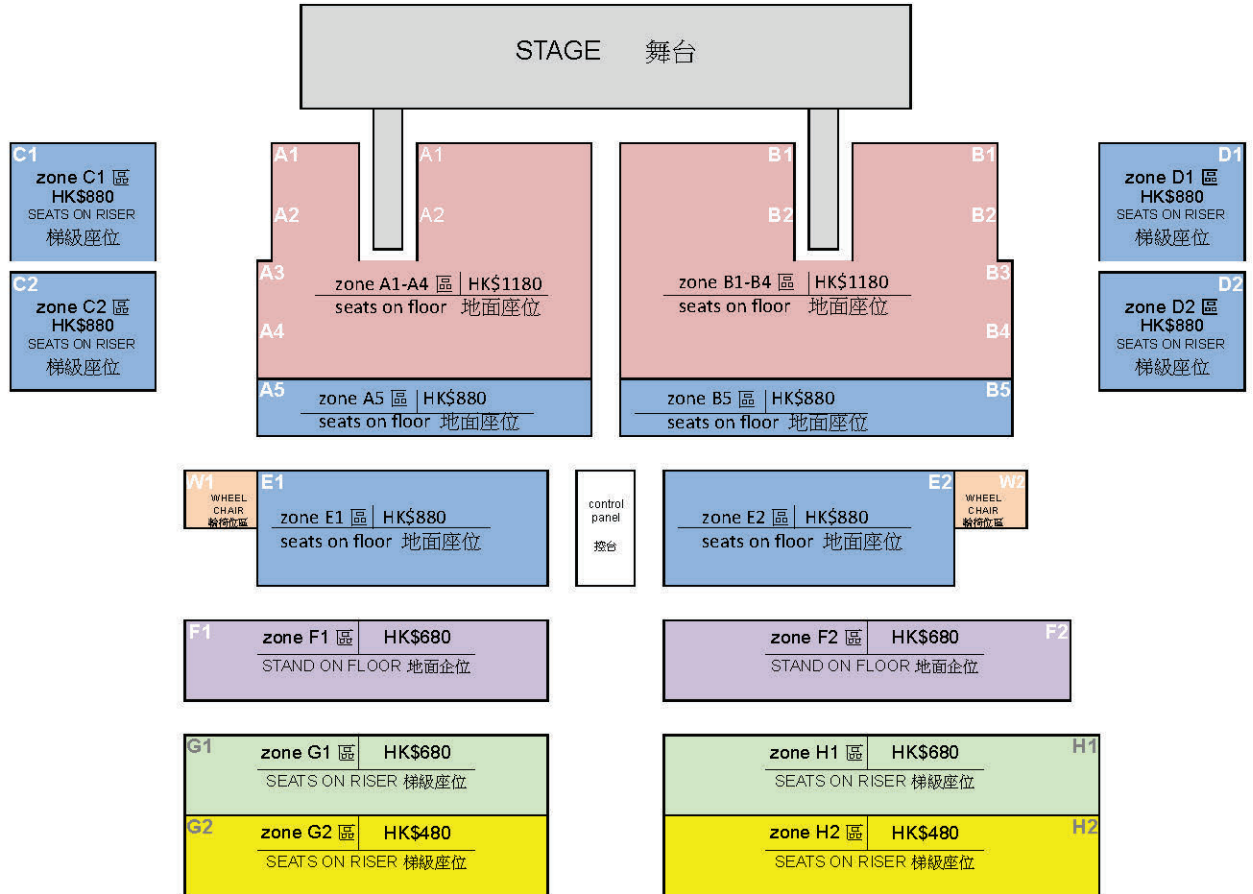 STAGE 舞台
C1
zone C1 區
HK$880
SEATS ON RISER
梯級座位
C2
zone C2 區
HK$880
SEATS ON RISER
梯級座位
A1
A1
A2
A2
A3
zone A1-A4 區 HK$1180
seats on floor 地面座位
A4
A5
zone A5 區 HK$880
seats on floor 地面座位
B1
B1
B2
B2
B3
zone B1-B4 區 HK$1180
seats on floor 地面座位
B4
B5
zone B5 區 HK$880
seats on floor 地面座位
D1
zone D1 區
HK$880
SEATS ON RISER
梯級座位
D2
zone D2 區
HK$880
SEATS ON RISER
梯級座位
W1
WHEEL
CHAIR
輪椅位區
E1
zone E1 區 HK$880
seats on floor 地面座位
control
panel
控台
E2
zone E2 區 HK$880
seats on floor 地面座位
W2
WHEEL
CHAIR
輪椅位區
F1
zone F1 區 HK$680
STAND ON FLOOR 地面企位
F2
zone F2 區 HK$680
STAND ON FLOOR 地面企位
G1
zone G1 區 HK$680
SEATS ON RISER 梯級座位
H1
zone H1 區 HK$680
SEATS ON RISER 梯級座位
G2
zone G2 區 HK$480
SEATS ON RISER 梯級座位
H2
zone H2 區 HK$480
SEATS ON RISER 梯級座位